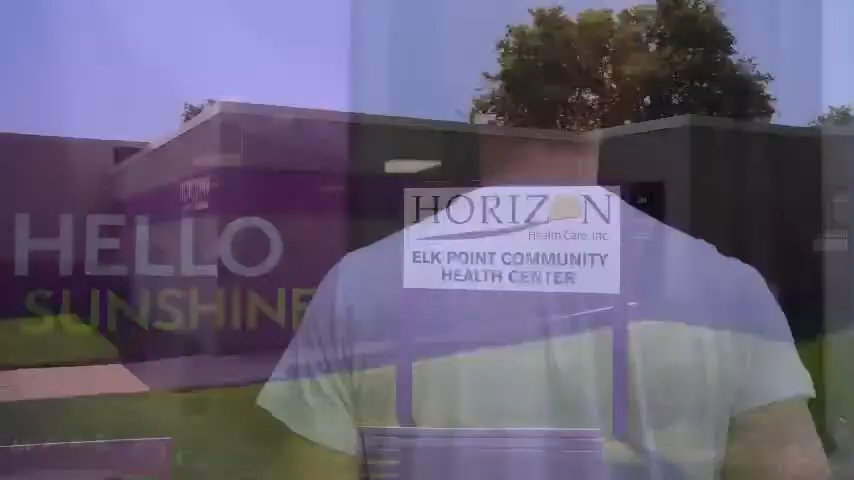 HELLO
SUNSHINE
HORIZON
Health Care, Inc.
ELK POINT COMMUNITY
HEALTH CENTER